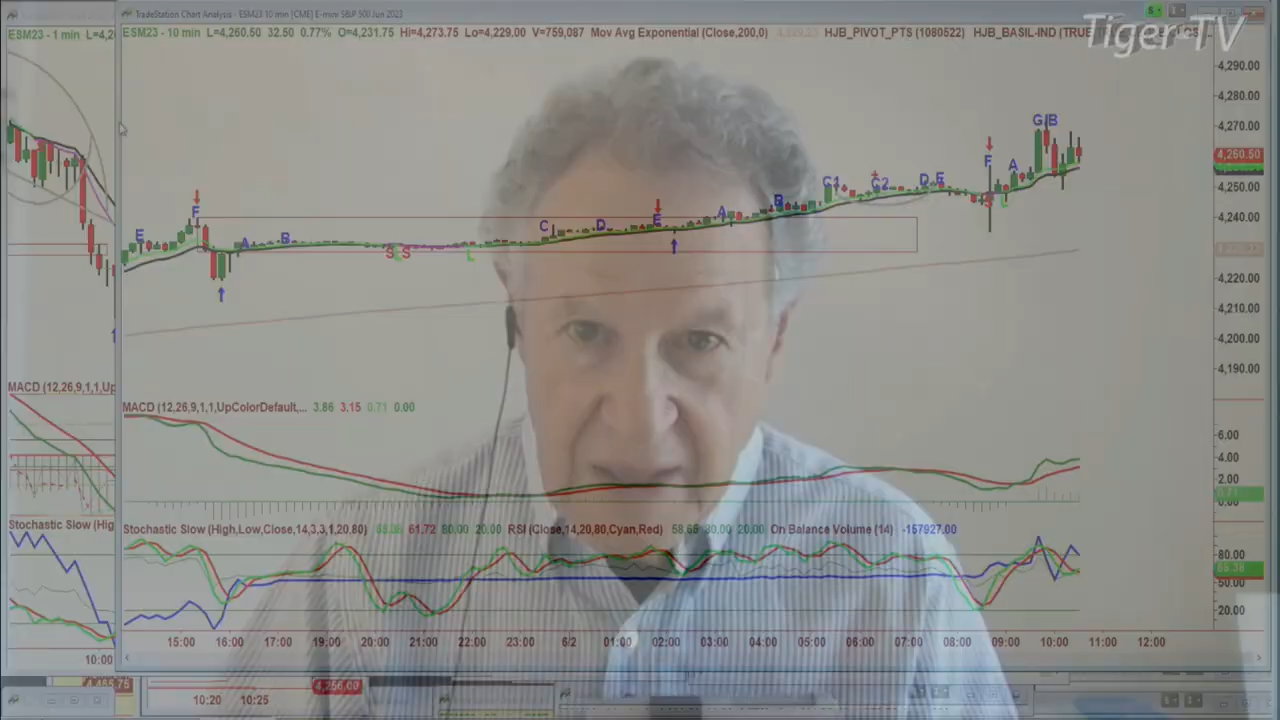 TradeStation Chart Analysis - ESM23 10 min [CME] E-mini S&P 500 Jun 2023
Tiger-TV
ESM23 - 1 min L=4,2
ESM23 - 10 min L=4,260.50 32.50 0.77% O=4,231.75 Hi=4,273.75 Lo=4,229.00 V=759,087 Mov Avg Exponential (Close,200,0) HJB_PIVOT_PTS (1080522) HJB_BASIL-IND (TRUE
4,290.00
4,280.00
4,270.00
4,260.50
4,250.00
4,240.00
4,220.00
4,210.00
4,200.00
4,190.00
G/B
F
A
C1
C2
D
E
B
A
E
D
C
F
E
A
B
S
L
S
L
S
L
MACD (12,26,9,1,1,Up
MACD (12,26,9,1,1,UpColorDefault,... 3.86 3.15 0.71 0.00
6.00
4.00
2.00
0.71
0.00
Stochastic Slow (Hig
Stochastic Slow (High,Low,Close,14,3,3,1,20,80) 61.72 80.00 20.00 RSI (Close,14,20,80,Cyan,Red) 58.66 80.00 20.00 On Balance Volume (14) -157927.00
80.00
50.00
20.00
10:00
15:00 16:00 17:00 18:00 19:00 20:00 21:00 22:00 23:00 6/2 01:00 02:00 03:00 04:00 05:00 06:00 07:00 08:00 09:00 10:00 11:00 12:00
4,256.00
10:20 10:25